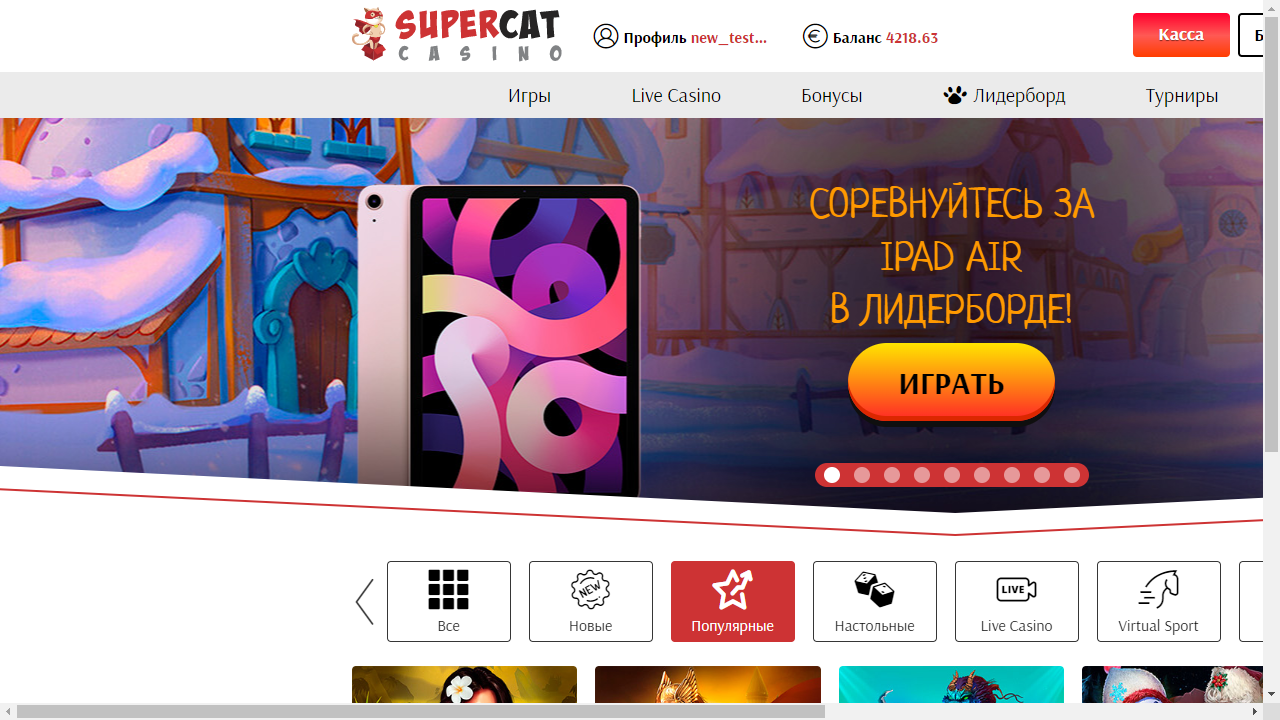 SUPERCAT
CASINO
Профиль new_test...
Баланс 4218.63
Касса
Игры
Live Casino
Бонусы
Лидерборд
Турниры
СОРЕВНУЙТЕСЬ ЗА
IPAD AIR
В ЛИДЕРБОРДЕ!
ИГРАТЬ
Все
NEW
Новые
Популярные
Настольные
LIVE
Live Casino
Virtual Sport